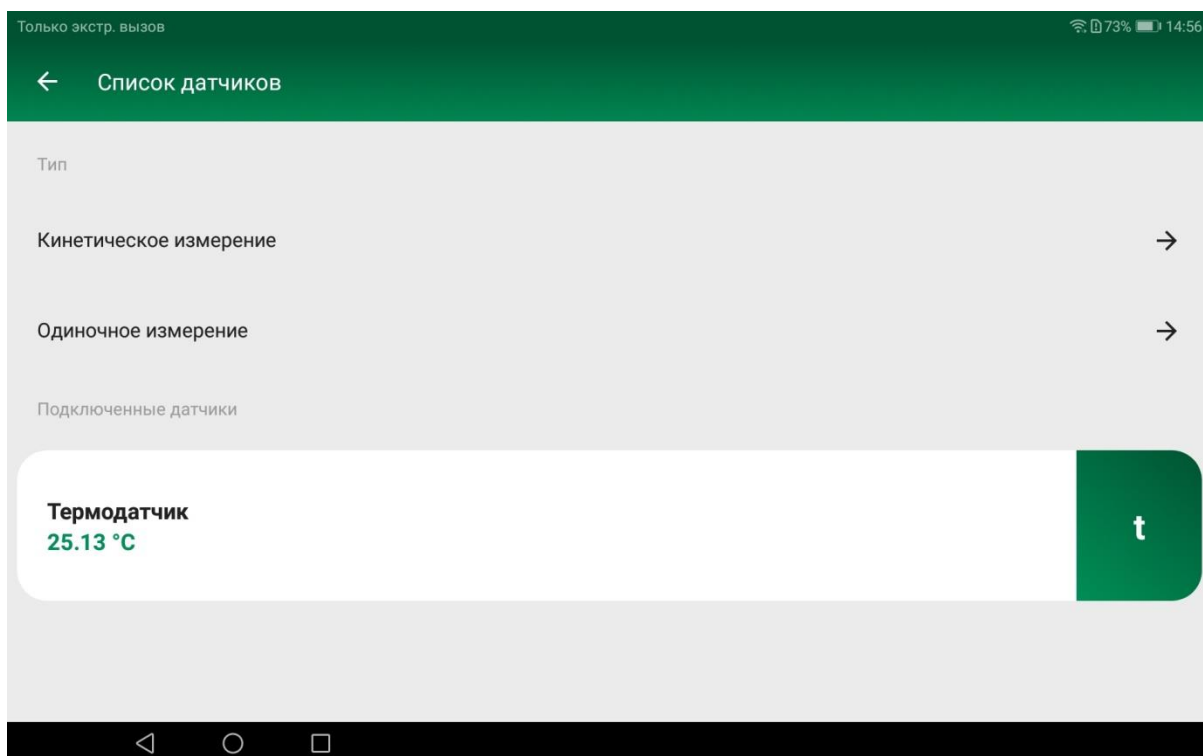 Только экстр. вызов
73% 14:56
Список датчиков
Тип
Кинетическое измерение
Одиночное измерение
Подключенные датчики
Термодатчик
25.13 °C
t